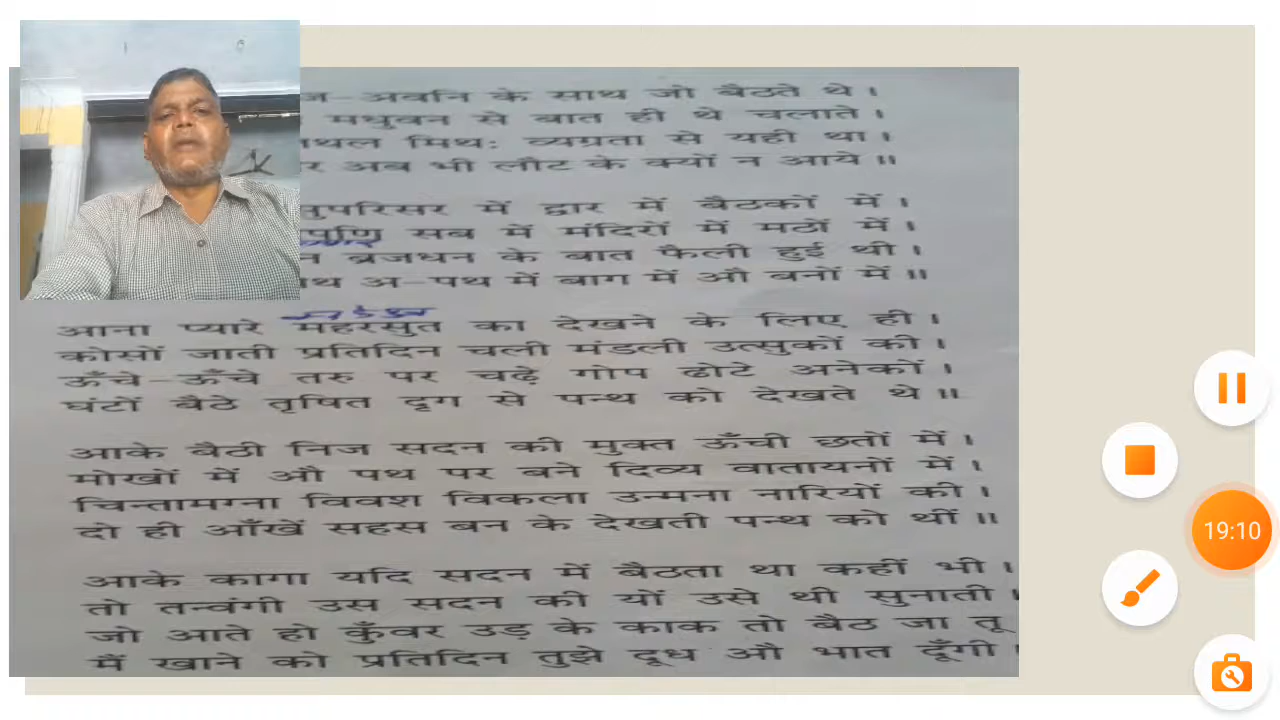 अवनि के साथ जो बैठते थे।
मधुवन से बात ही थे चलाते।
मिथः व्यग्रता से यही था।
अब भी लौट के क्यों न आये॥
में द्वार में बैठकों में।
सब में मंदिरों में मठों में।
ब्रजधन के बात फैली हुई थी।
अ-पथ में बाग में औ वनों में॥
आना प्यारे महरसुत का देखने के लिए ही।
कोसों जाती प्रतिदिन चली मंडली उत्सुकों की।
ऊँचे-ऊँचे तरु पर चढ़े गोप ढोटे अनेकों।
घंटों बैठे तृषित दृग से पन्थ को देखते थे॥
आके बैठी निज सदन की मुक्त ऊँची छतों में।
मोखों में औ पथ पर बने दिव्य वातायनों में।
चिन्तामग्ना विवश विकला उन्मना नारियों की।
दो ही आँखें सहस बन के देखती पन्थ को थीं॥
आके कागा यदि सदन में बैठता था कहीं भी।
तो तन्वंगी उस सदन की यों उसे थी सुनाती।
जो आते हो कुँवर उड़ के काक तो बैठ जा तू
मैं खाने को प्रतिदिन तुझे दूध औ भात दूँगी।
19:10